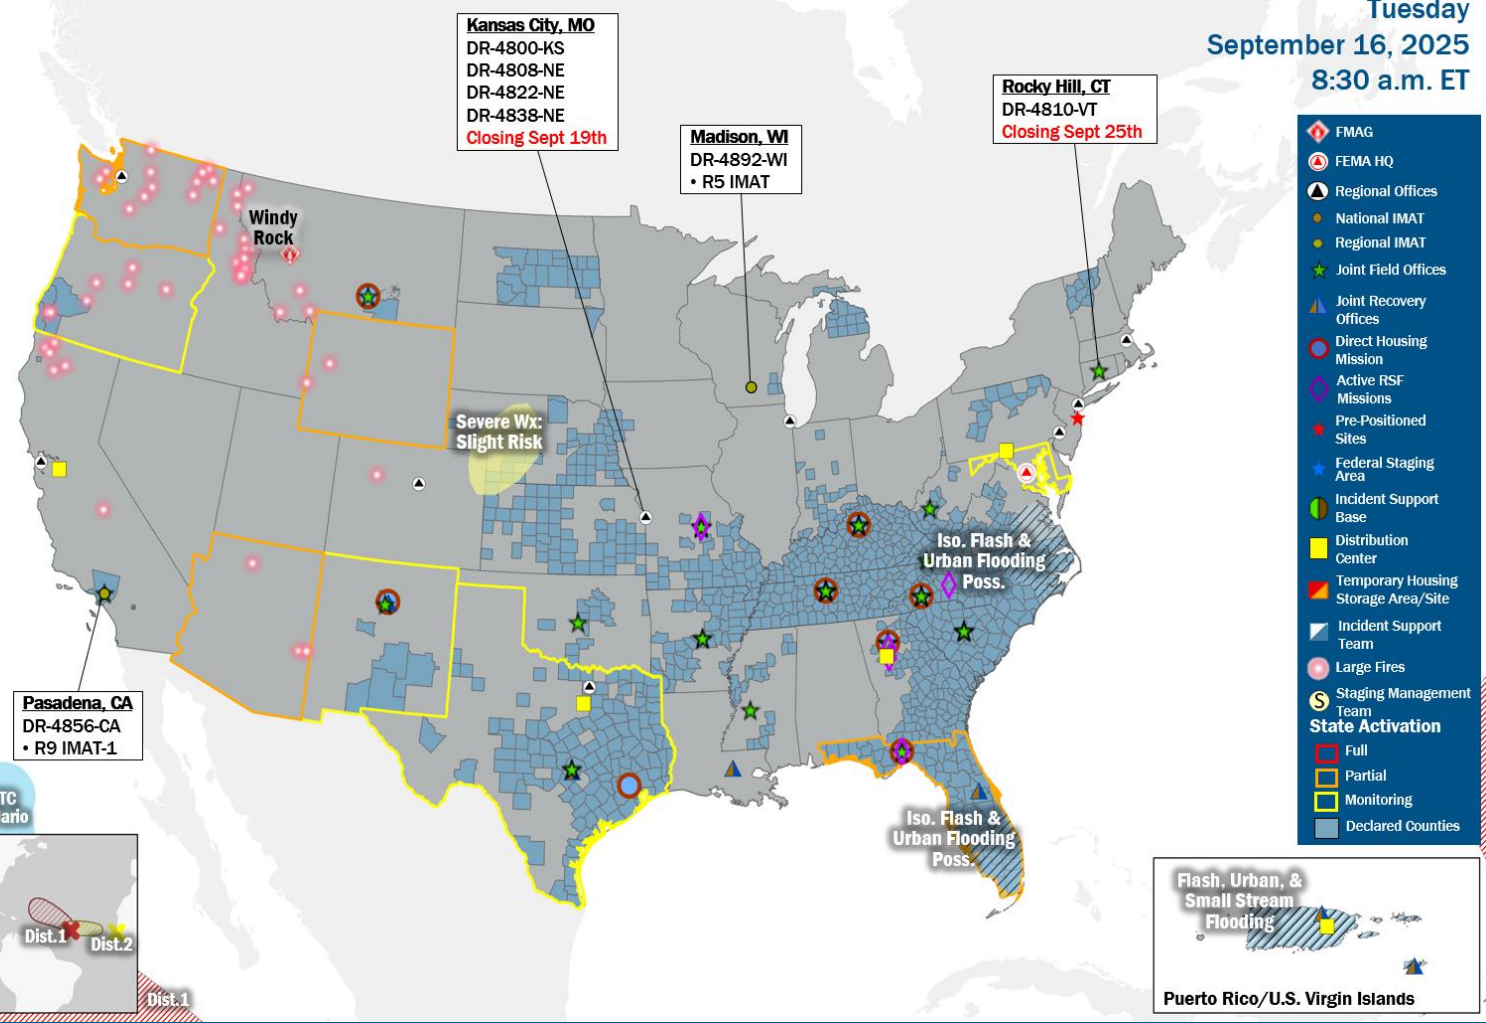 Tuesday
September 16, 2025
8:30 a.m. ET
Kansas City, MO
DR-4800-KS
DR-4808-NE
DR-4822-NE
DR-4838-NE
Closing Sept 19th
Madison, WI
DR-4892-WI
• R5 IMAT
Rocky Hill, CT
DR-4810-VT
Closing Sept 25th
Windy
Rock
Severe Wx:
Slight Risk
Iso. Flash &
Urban Flooding
Poss.
Pasadena, CA
DR-4856-CA
• R9 IMAT-1
Iso. Flash &
Urban Flooding
Poss.
TC
Dist.1
Dist.2
Dist.1
FMAG
FEMA HQ
Regional Offices
National IMAT
Regional IMAT
Joint Field Offices
Joint Recovery
Offices
Direct Housing
Mission
Active RSF
Missions
Pre-Positioned
Sites
Federal Staging
Area
Incident Support
Base
Distribution
Center
Temporary Housing
Storage Area/Site
Incident Support
Team
Large Fires
S
Staging Management
Team
State Activation
Full
Partial
Monitoring
Declared Counties
Flash, Urban, &
Small Stream
Flooding
Puerto Rico/U.S. Virgin Islands